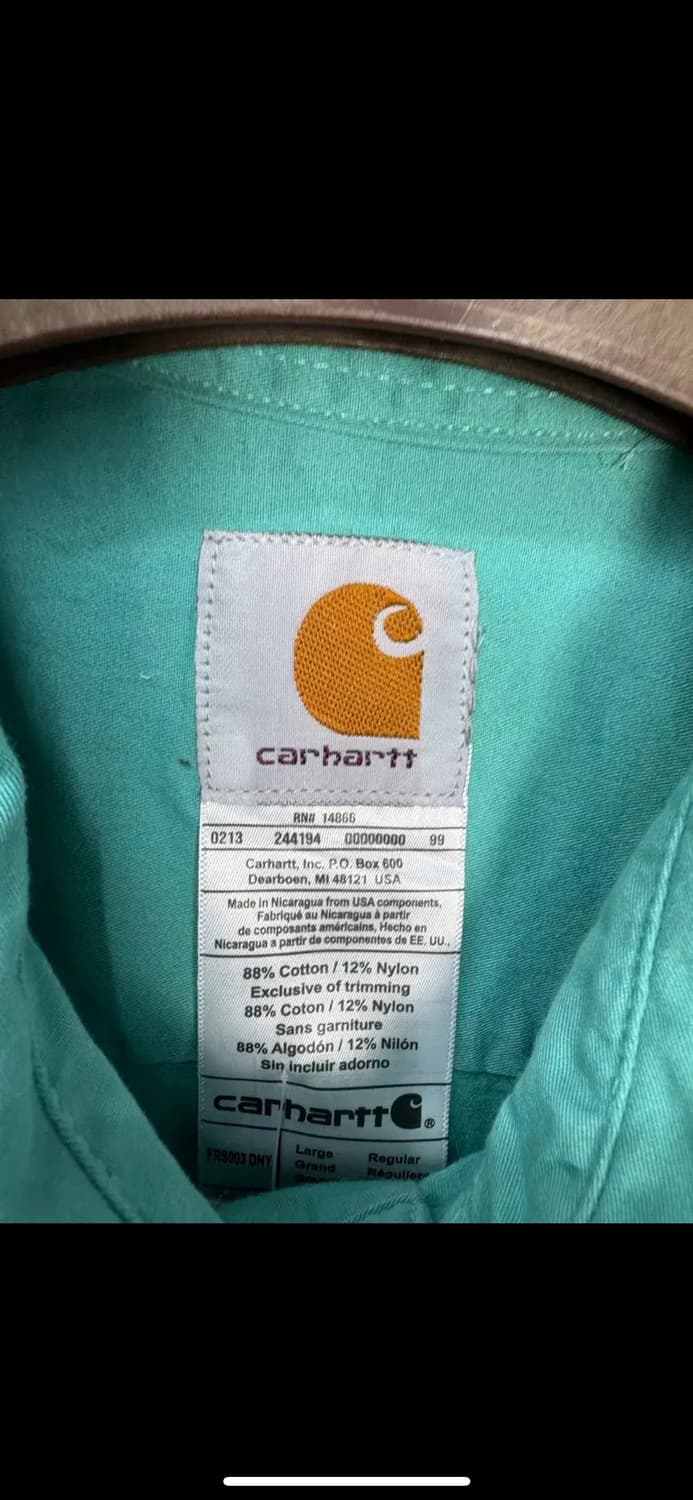 carhartt
RN# 14866
0213 244194 00000000 99
Carhartt, Inc. P.O. Box 600
Dearboen, MI 48121 USA
Made in Nicaragua from USA components,
Fabriqué au Nicaragua à partir
de composants américains, Hecho en
Nicaragua a partir de componentes de EE. UU.,
88% Cotton / 12% Nylon
Exclusive of trimming
88% Coton / 12% Nylon
Sans garniture
88% Algodón / 12% Nilón
Sin incluir adorno
carhartt ®
FRS003 DNY Large Regular
Grand Régulier